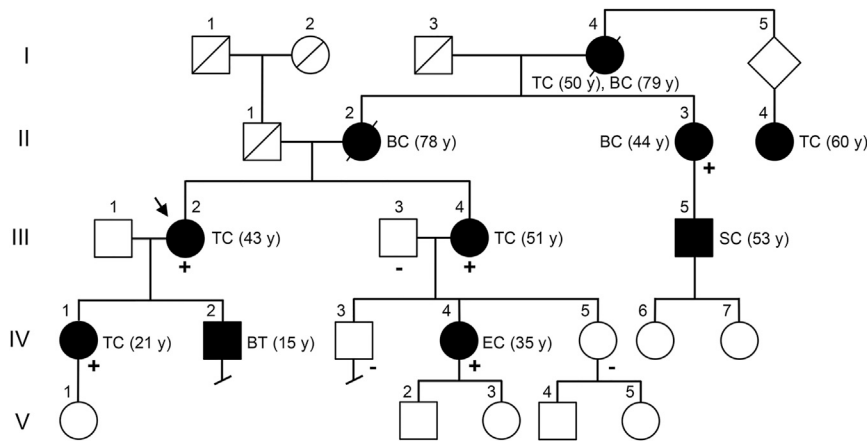 1 2 3 4 5
I
TC (50 y), BC (79 y)
1 2 3 4
II BC (78 y) BC (44 y) TC (60 y)
+
1 2 3 4 5
III TC (43 y) TC (51 y) SC (53 y)
+ - +
1 2 3 4 5 6 7
IV TC (21 y) BT (15 y) EC (35 y)
+ - + -
1 2 3 4 5
V